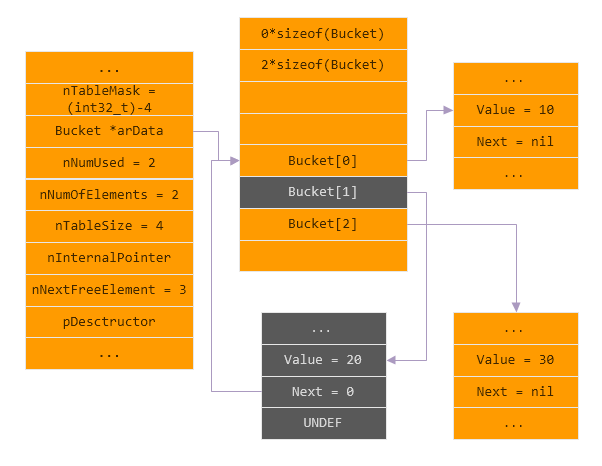 ...
nTableMask =
(int32_t)-4
Bucket *arData
nNumUsed = 2
nNumOfElements = 2
nTableSize = 4
nInternalPointer
nNextFreeElement = 3
pDesctructor
...
0*sizeof(Bucket)
2*sizeof(Bucket)
Bucket[0]
Bucket[1]
Bucket[2]
...
Value = 10
Next = nil
...
...
Value = 20
Next = 0
UNDEF
...
Value = 30
Next = nil
...